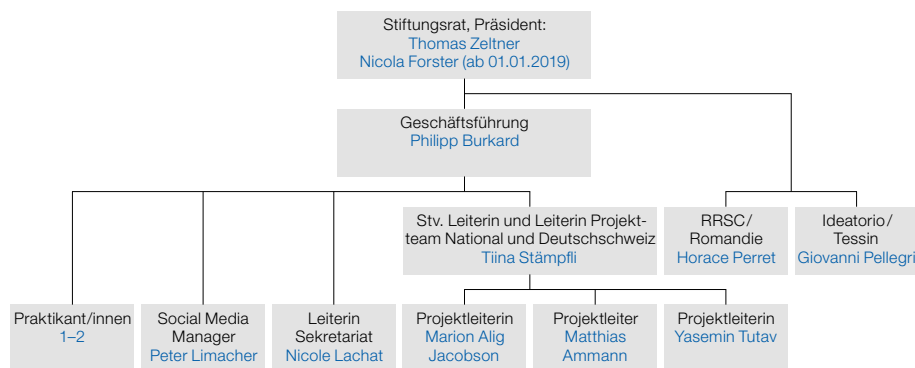 Stiftungsrat, Präsident:
Thomas Zeltner
Nicola Forster (ab 01.01.2019)
Geschäftsführung
Philipp Burkard
Stv. Leiterin und Leiterin Projekt-
team National und Deutschschweiz
Tiina Stämpfli
RRSC/
Romandie
Horace Perret
Ideatorio/
Tessin
Giovanni Pellegri
Praktikant/innen
1–2
Social Media
Manager
Peter Limacher
Leiterin
Sekretariat
Nicole Lachat
Projektleiterin
Marion Alig
Jacobson
Projektleiter
Matthias
Ammann
Projektleiterin
Yasemin Tutav